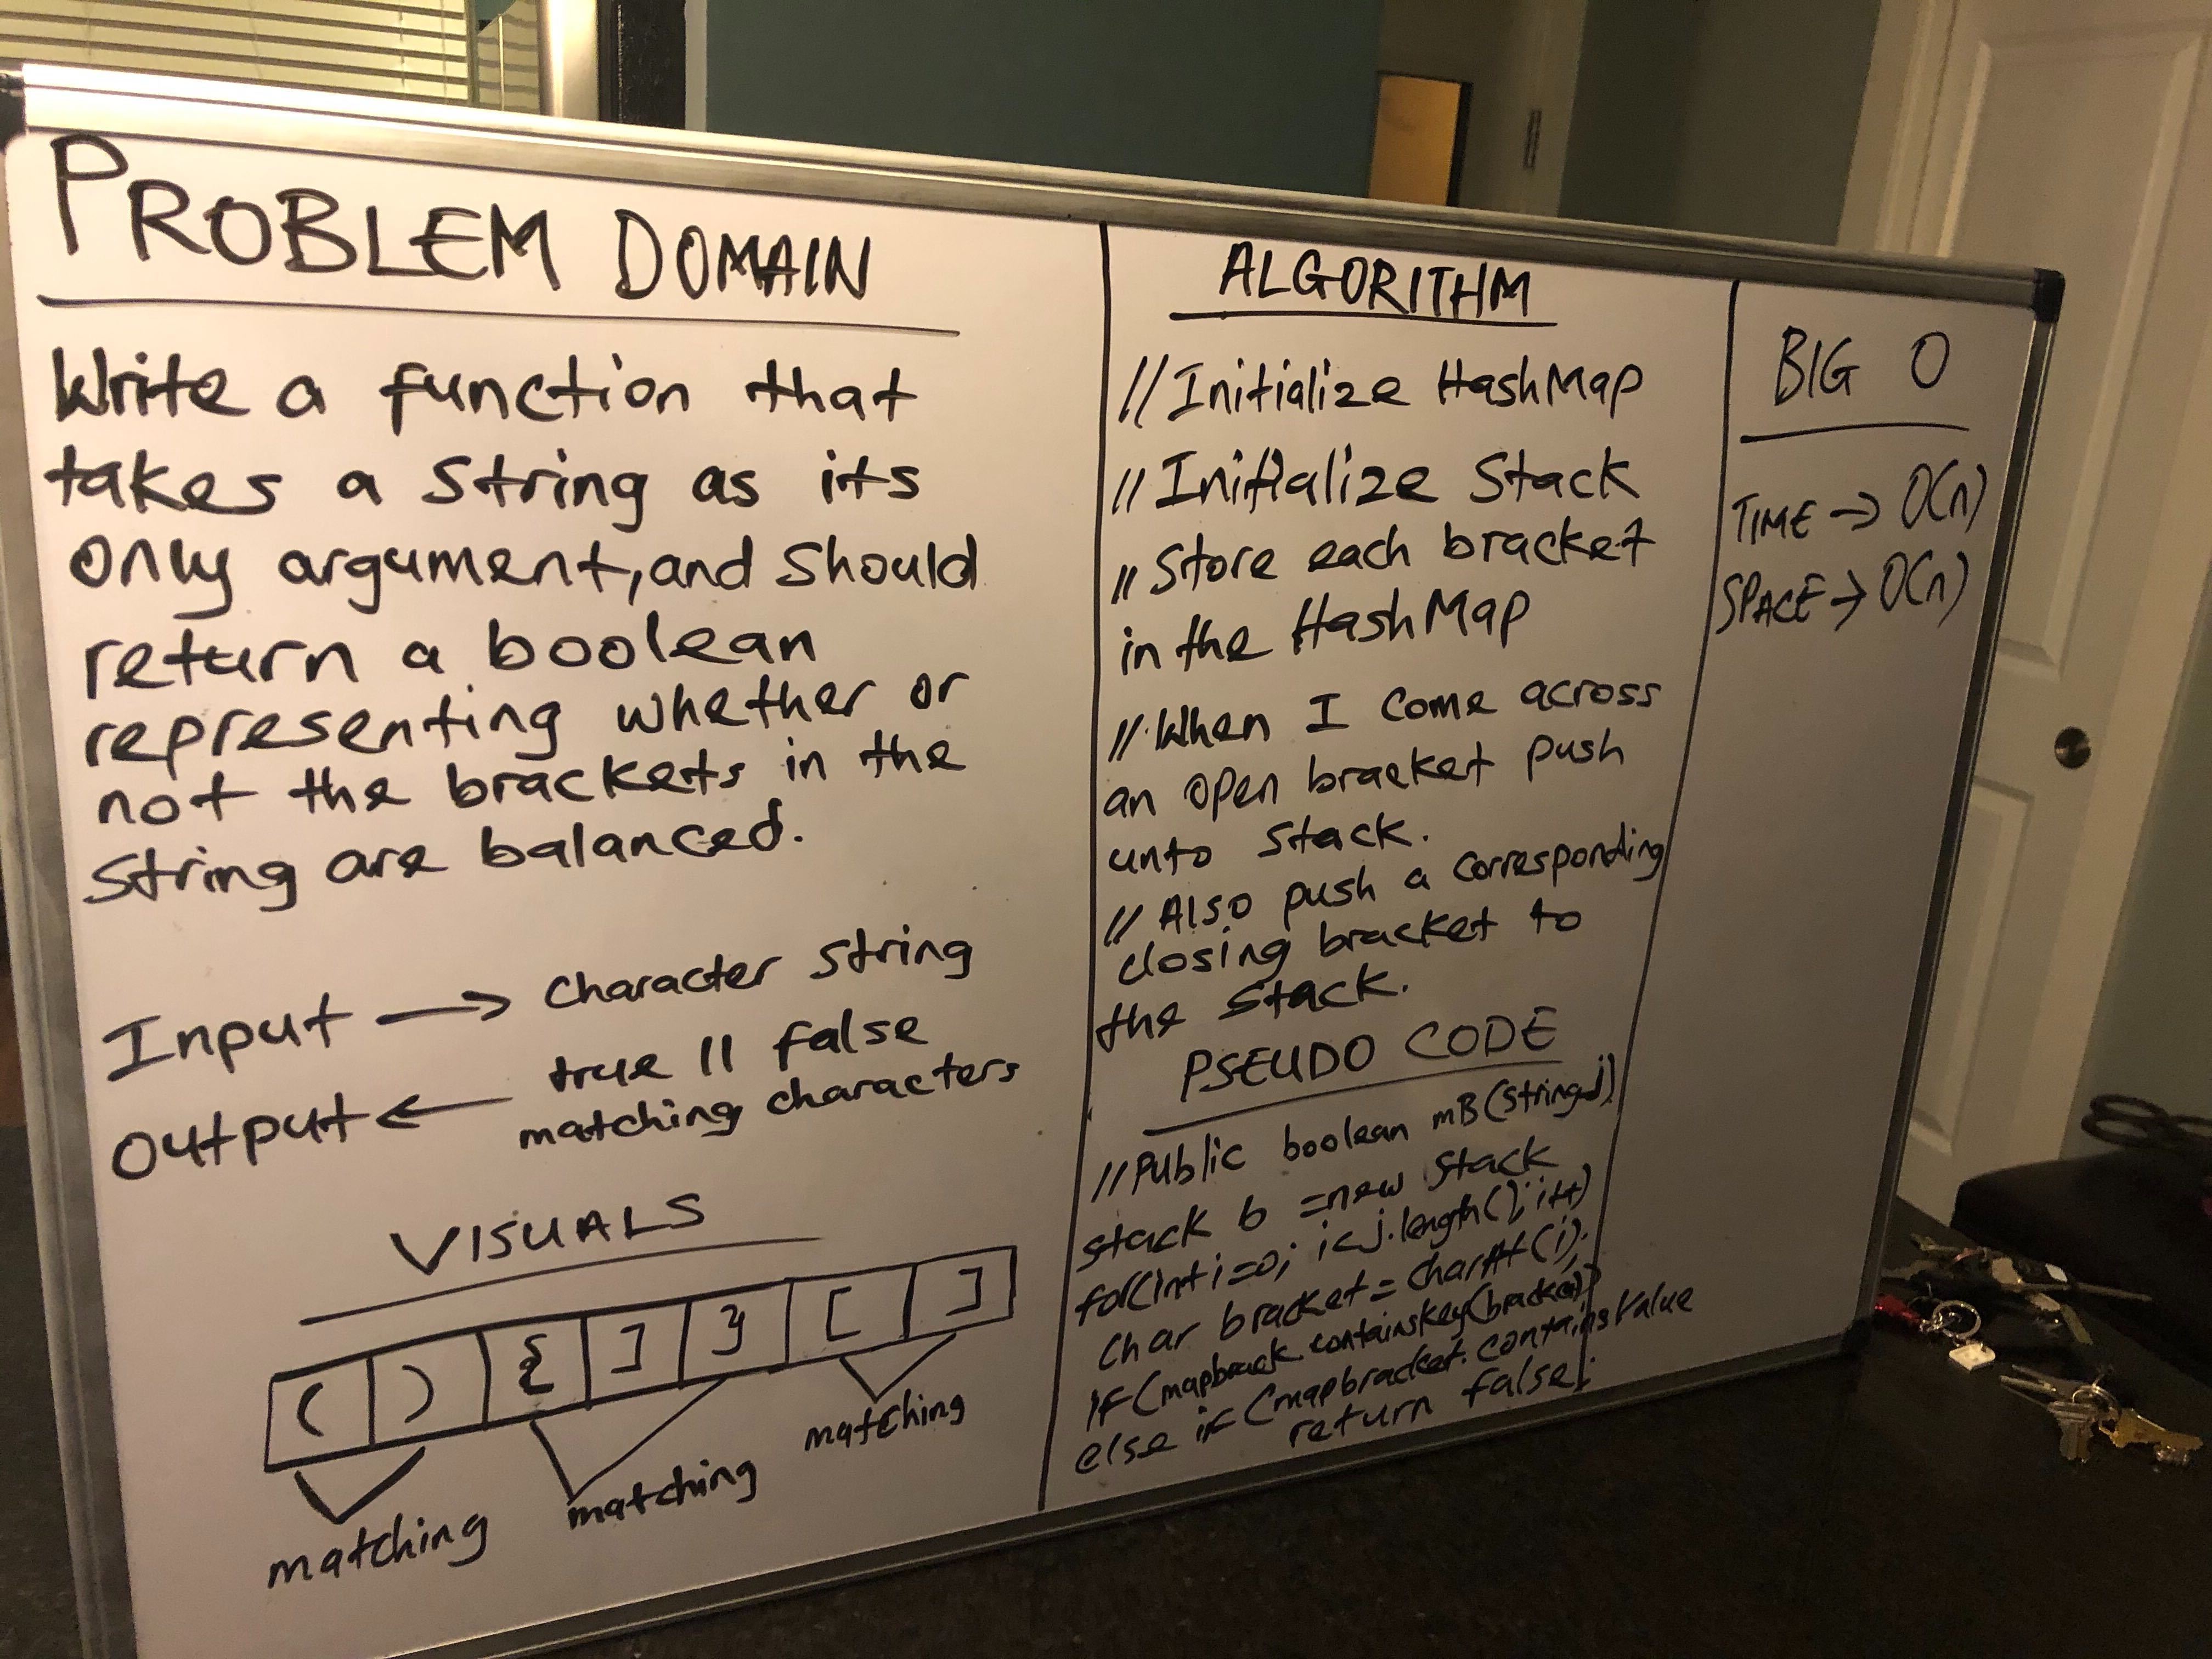 PROBLEM DOMAIN
Write a function that
takes a String as its
only argument, and should
return a boolean
representing whether or
not the brackets in the
String are balanced.
Input → Character String
Output ← true || false
matching characters
VISUALS
( ) { ] } [ ]
matching
matching
matching
ALGORITHM
// Initialize HashMap
// Initialize Stack
// Store each bracket
in the HashMap
// When I come across
an open bracket push
unto stack.
// Also push a corresponding
closing bracket to
the stack.
PSEUDO CODE
// Public boolean mB(String j)
stack b = new Stack
for(int i=0; i<j.length(); i++)
char bracket = charAt(i);
if (mapbrack containsKey(bracket))
else if (mapbracket. containsValue
return false;
BIG O
TIME → O(n)
SPACE → O(n)